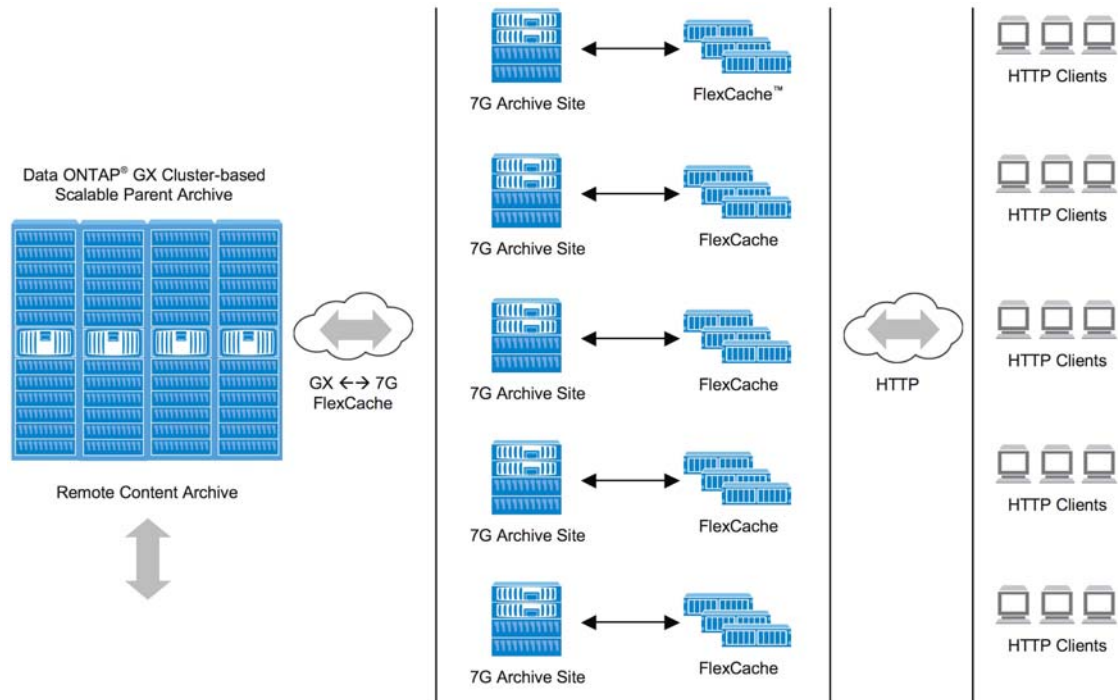 Data ONTAP® GX Cluster-based
Scalable Parent Archive
Remote Content Archive
GX ←→ 7G
FlexCache
7G Archive Site
FlexCache™
HTTP Clients
7G Archive Site
FlexCache
HTTP Clients
7G Archive Site
FlexCache
HTTP
HTTP Clients
7G Archive Site
FlexCache
HTTP Clients
7G Archive Site
FlexCache
HTTP Clients